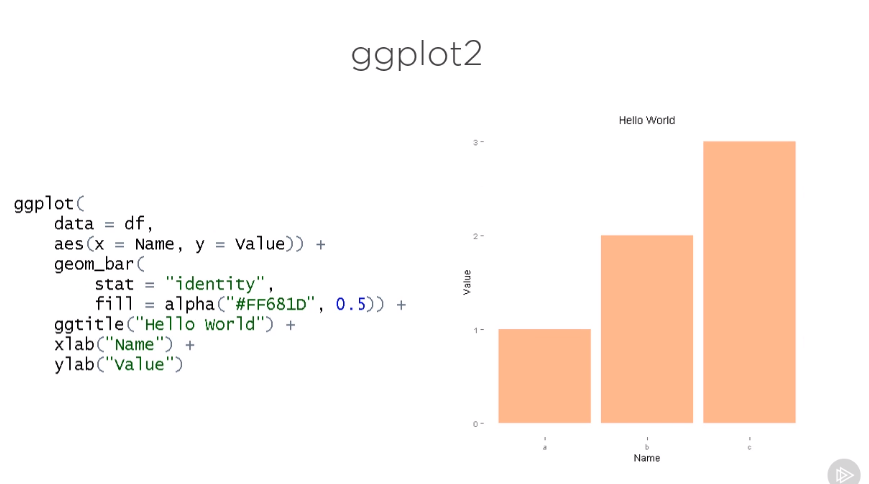 ggplot2
ggplot(
data = df,
aes(x = Name, y = Value)) +
geom_bar(
stat = "identity",
fill = alpha("#FF681D", 0.5)) +
ggtitle("Hello World") +
xlab("Name") +
ylab("Value")
Hello World
3
2
1
0
Value
a b c
Name